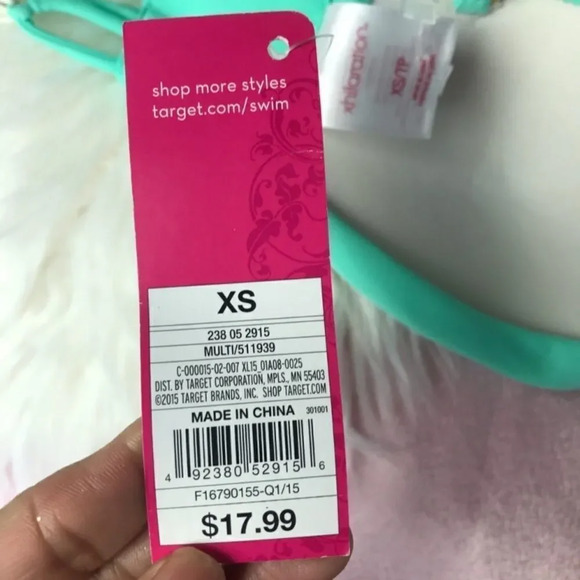 shop more styles
target.com/swim
xhilaration
XS/TP
XS
238 05 2915
MULTI/511939
C-000015-02-007 XL15_01A08-0025
DIST. BY TARGET CORPORATION, MPLS., MN 55403
©2015 TARGET BRANDS, INC. SHOP TARGET.COM
MADE IN CHINA 301001
4 92380 52915 6
F16790155-Q1/15
$17.99